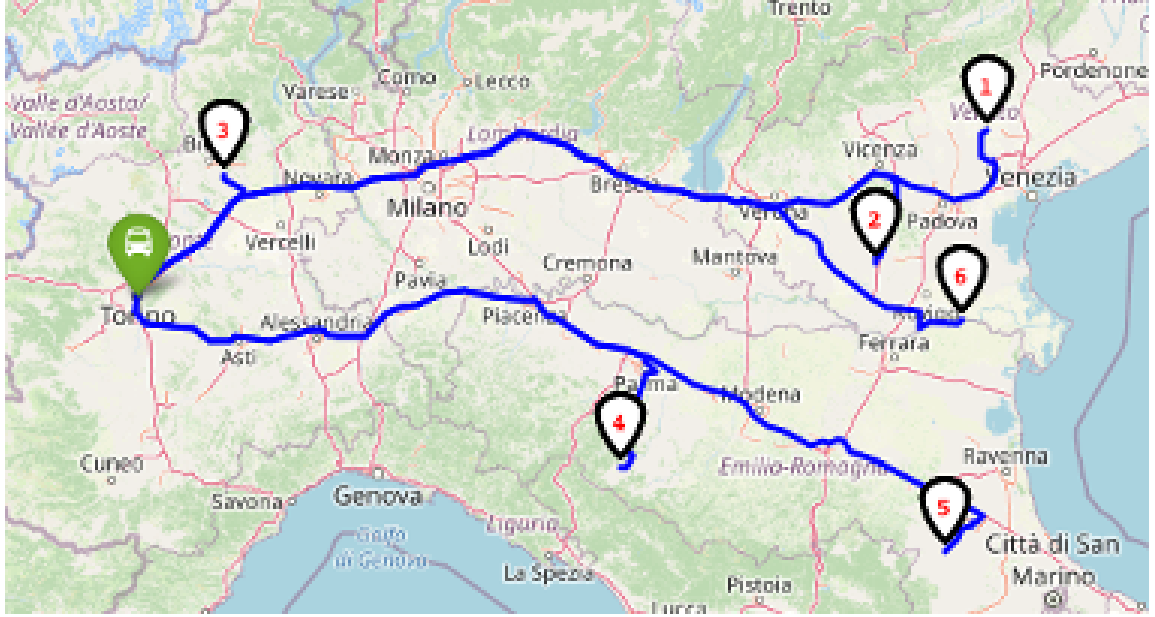 Trento
Como
Lecco
Varese
Pordenone
Valle d'Aosta/
Vallée d'Aoste
1
3
Lombardia
Monza
Vicenza
Novara
Milano
Brescia
Venezia
Verona
2
Padova
Vercelli
Lodi
Mantova
Cremona
Pavia
6
Torino
Alessandria
Piacenza
Ferrara
Asti
Parma
Modena
4
Cuneo
Emilia-Romagna
Ravenna
Genova
Savona
5
Liguria
Golfo
di Genova
La Spezia
Città di San
Marino
Pistoia
Lucca